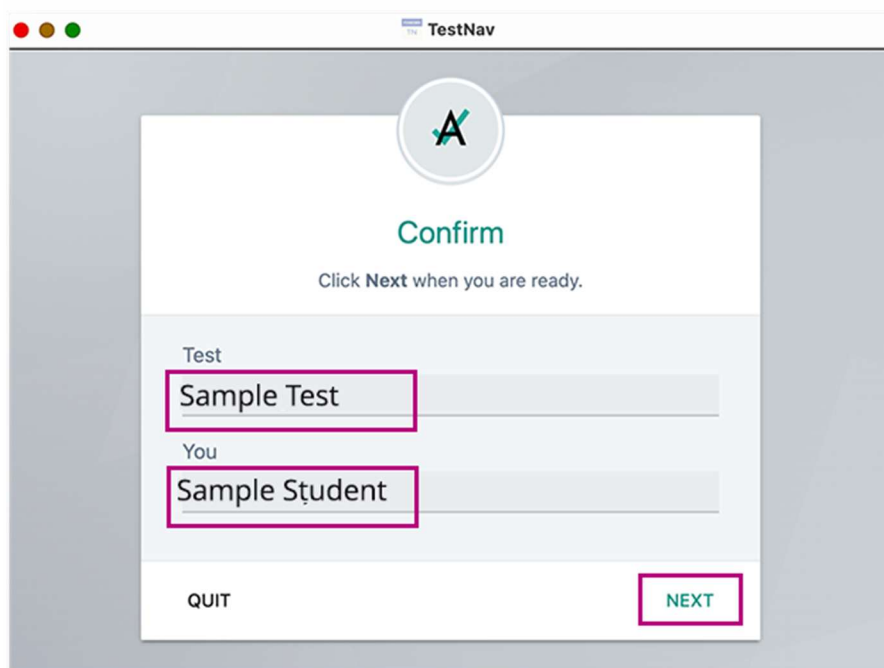 TestNav
Confirm
Click Next when you are ready.
Test
Sample Test
You
Sample Student
QUIT
NEXT